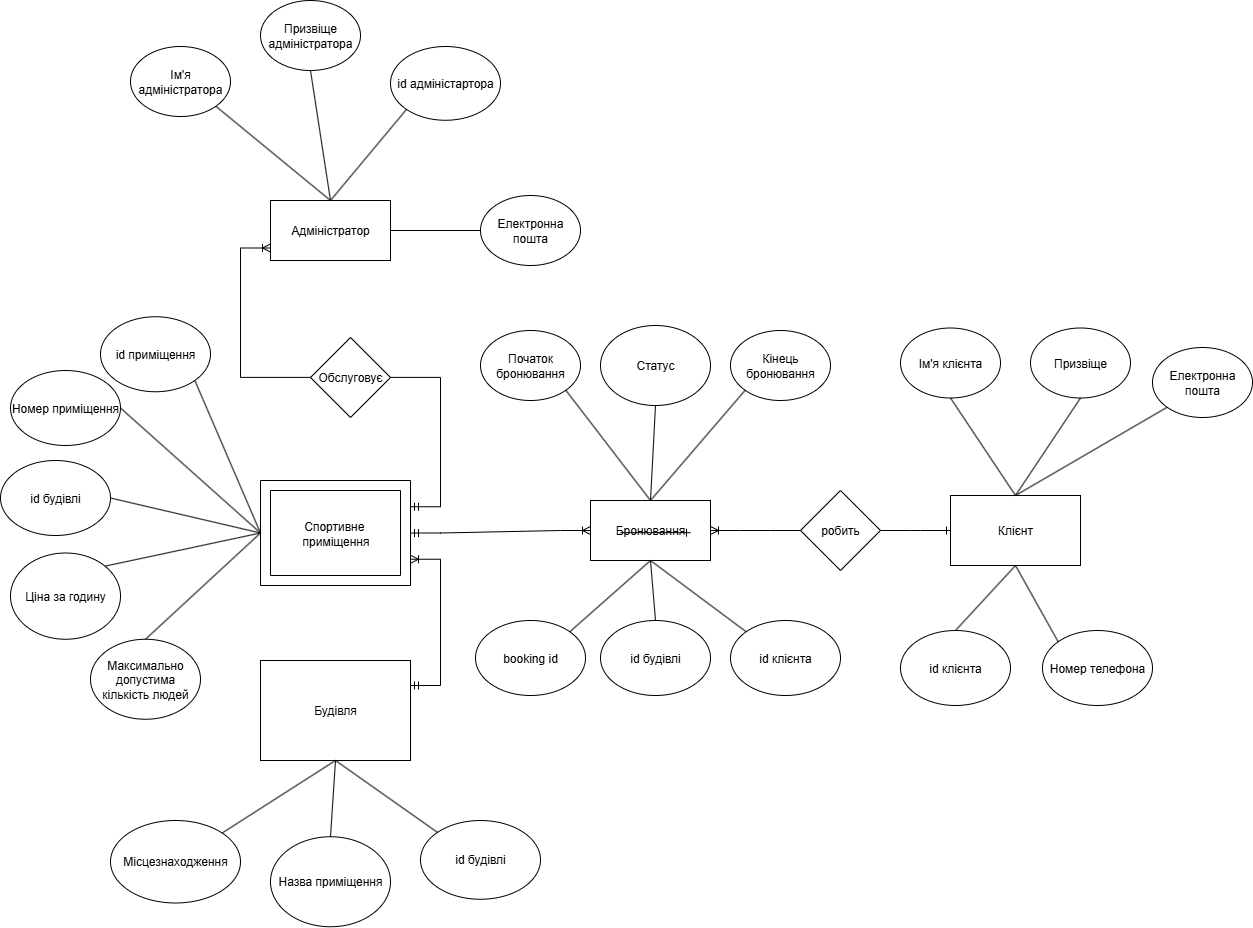 Призвіще
адміністратора
Ім'я
адміністратора
id адміністартора
Адміністратор
Електронна
пошта
id приміщення
Обслуговує
Номер приміщення
id будівлі
Ціна за годину
Максимально
допустима
кількість людей
Спортивне
приміщення
Початок
бронювання
Статус
Кінець
бронювання
Бронювання
booking id
id будівлі
id клієнта
робить
Ім'я клієнта
Призвіще
Електронна
пошта
Клієнт
id клієнта
Номер телефона
Будівля
Місцезнаходження
Назва приміщення
id будівлі